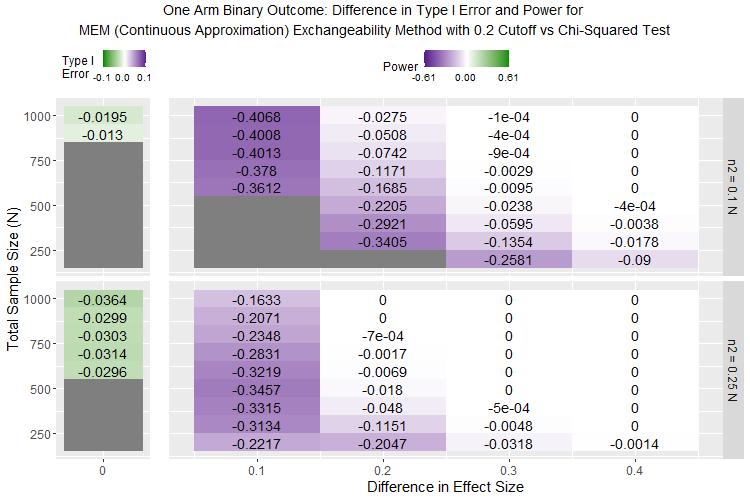 One Arm Binary Outcome: Difference in Type I Error and Power for
MEM (Continuous Approximation) Exchangeability Method with 0.2 Cutoff vs Chi-Squared Test
Type I
Error
-0.1 0.0 0.1
Power
-0.61 0.00 0.61
Total Sample Size (N)
1000 -0.0195 -0.4068 -0.0275 -1e-04 0
-0.013 -0.4008 -0.0508 -4e-04 0
750 -0.4013 -0.0742 -9e-04 0
-0.378 -0.1171 -0.0029 0
-0.3612 -0.1685 -0.0095 0
500 -0.2205 -0.0238 -4e-04
-0.2921 -0.0595 -0.0038
-0.3405 -0.1354 -0.0178
250 -0.2581 -0.09
n2 = 0.1 N
1000 -0.0364 -0.1633 0 0 0
-0.0299 -0.2071 0 0 0
750 -0.0303 -0.2348 -7e-04 0 0
-0.0314 -0.2831 -0.0017 0 0
-0.0296 -0.3219 -0.0069 0 0
500 -0.3457 -0.018 0 0
-0.3315 -0.048 -5e-04 0
-0.3134 -0.1151 -0.0048 0
250 -0.2217 -0.2047 -0.0318 -0.0014
n2 = 0.25 N
0 0.1 0.2 0.3 0.4
Difference in Effect Size